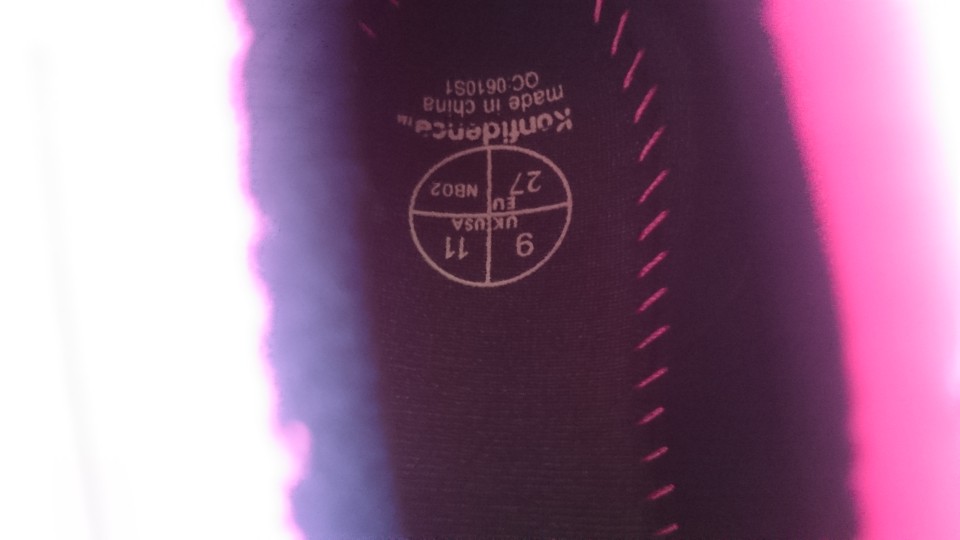 9 11
UK USA
EU
27 NB02
Konfidence™
made in china
QC:0610S1